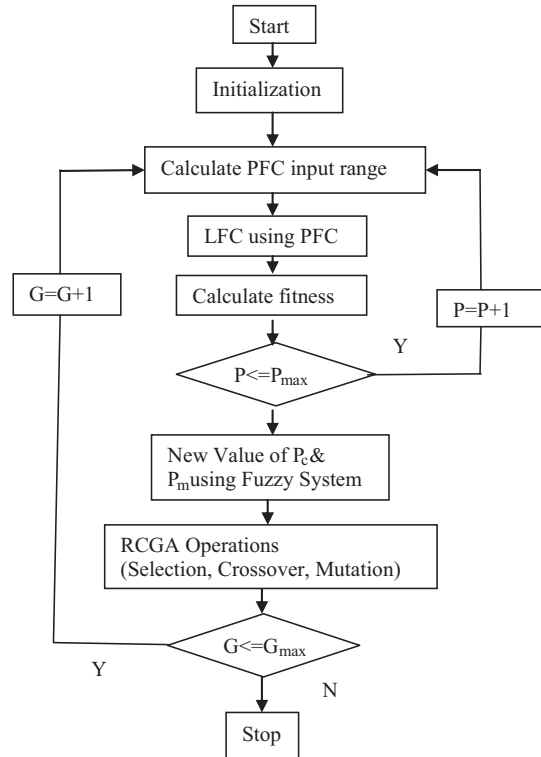 Start
Initialization
Calculate PFC input range
LFC using PFC
G=G+1
Calculate fitness
P=P+1
Y
P<=Pmax
New Value of Pc&
Pmusing Fuzzy System
RCGA Operations
(Selection, Crossover, Mutation)
G<=Gmax
Y
N
Stop